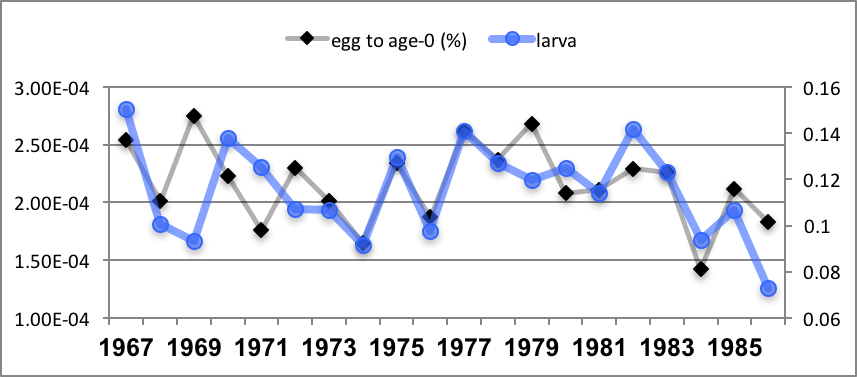 egg to age-0 (%) larva
3.00E-04 0.16
0.14
2.50E-04
0.12
2.00E-04
0.1
1.50E-04
0.08
1.00E-04 0.06
1967 1969 1971 1973 1975 1977 1979 1981 1983 1985